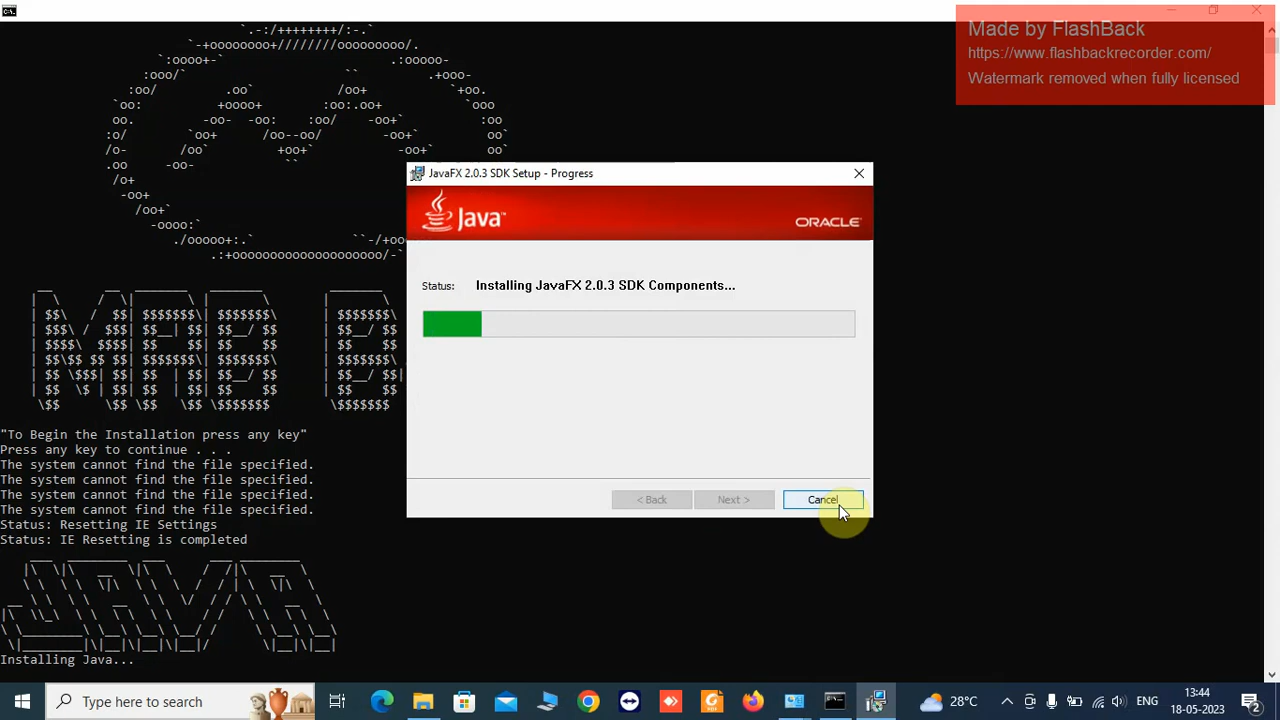 Made by FlashBack
https://www.flashbackrecorder.com/
Watermark removed when fully licensed
JavaFX 2.0.3 SDK Setup - Progress
Java™
ORACLE
Status: Installing JavaFX 2.0.3 SDK Components...
< Back Next > Cancel
"To Begin the Installation press any key"
Press any key to continue . . .
The system cannot find the file specified.
The system cannot find the file specified.
The system cannot find the file specified.
The system cannot find the file specified.
Status: Resetting IE Settings
Status: IE Resetting is completed
JAVA
Installing Java...
Type here to search
28°C
ENG
13:44
18-05-2023
2